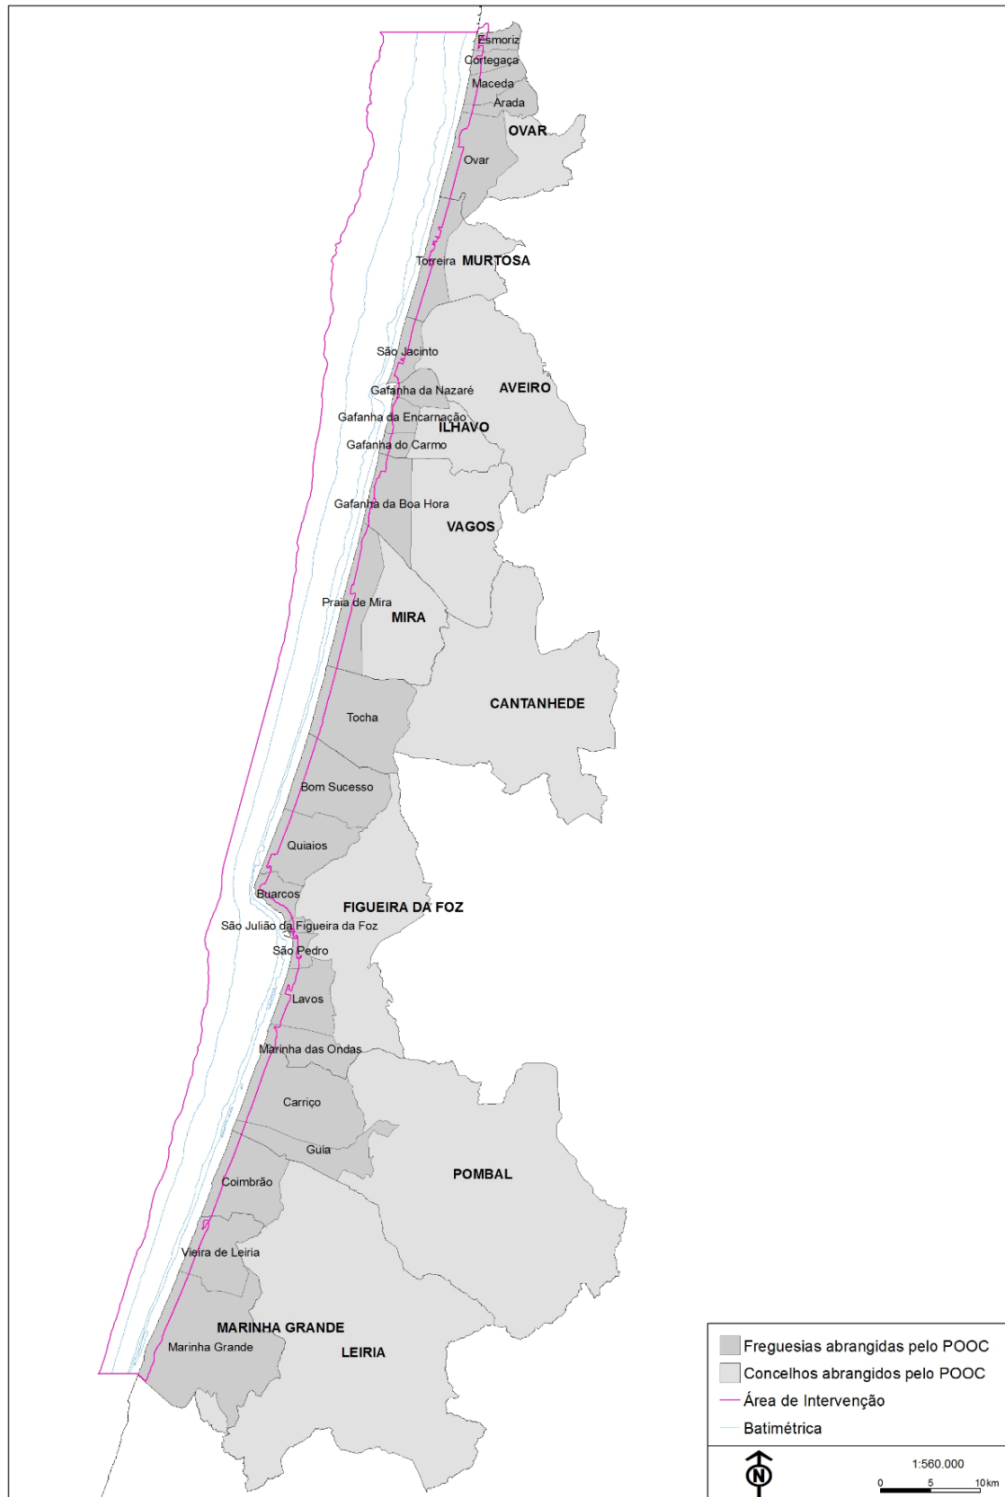 Esmoriz
Cortegaça
Maceda
Arada
OVAR
Ovar
Torreira
MURTOSA
São Jacinto
AVEIRO
Gafanha da Nazaré
Gafanha da Encarnação
ILHAVO
Gafanha do Carmo
Gafanha da Boa Hora
VAGOS
Praia de Mira
MIRA
CANTANHEDE
Tocha
Bom Sucesso
Quiaios
Buarcos
FIGUEIRA DA FOZ
São Julião da Figueira da Foz
São Pedro
Lavos
Marinha das Ondas
Carriço
Guia
POMBAL
Coimbrão
Vieira de Leiria
MARINHA GRANDE
Marinha Grande
LEIRIA
Freguesias abrangidas pelo POOC
Concelhos abrangidos pelo POOC
Área de Intervenção
Batimétrica
N
1:560.000
0 5 10 km